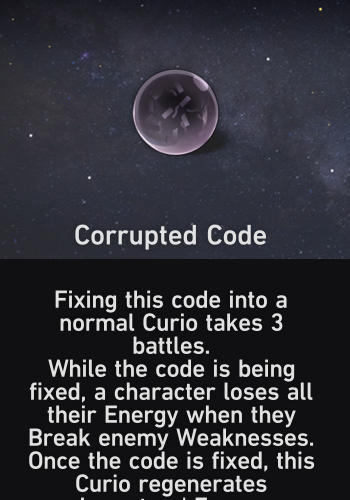 Corrupted Code
Fixing this code into a
normal Curio takes 3
battles.
While the code is being
fixed, a character loses all
their Energy when they
Break enemy Weaknesses.
Once the code is fixed, this
Curio regenerates